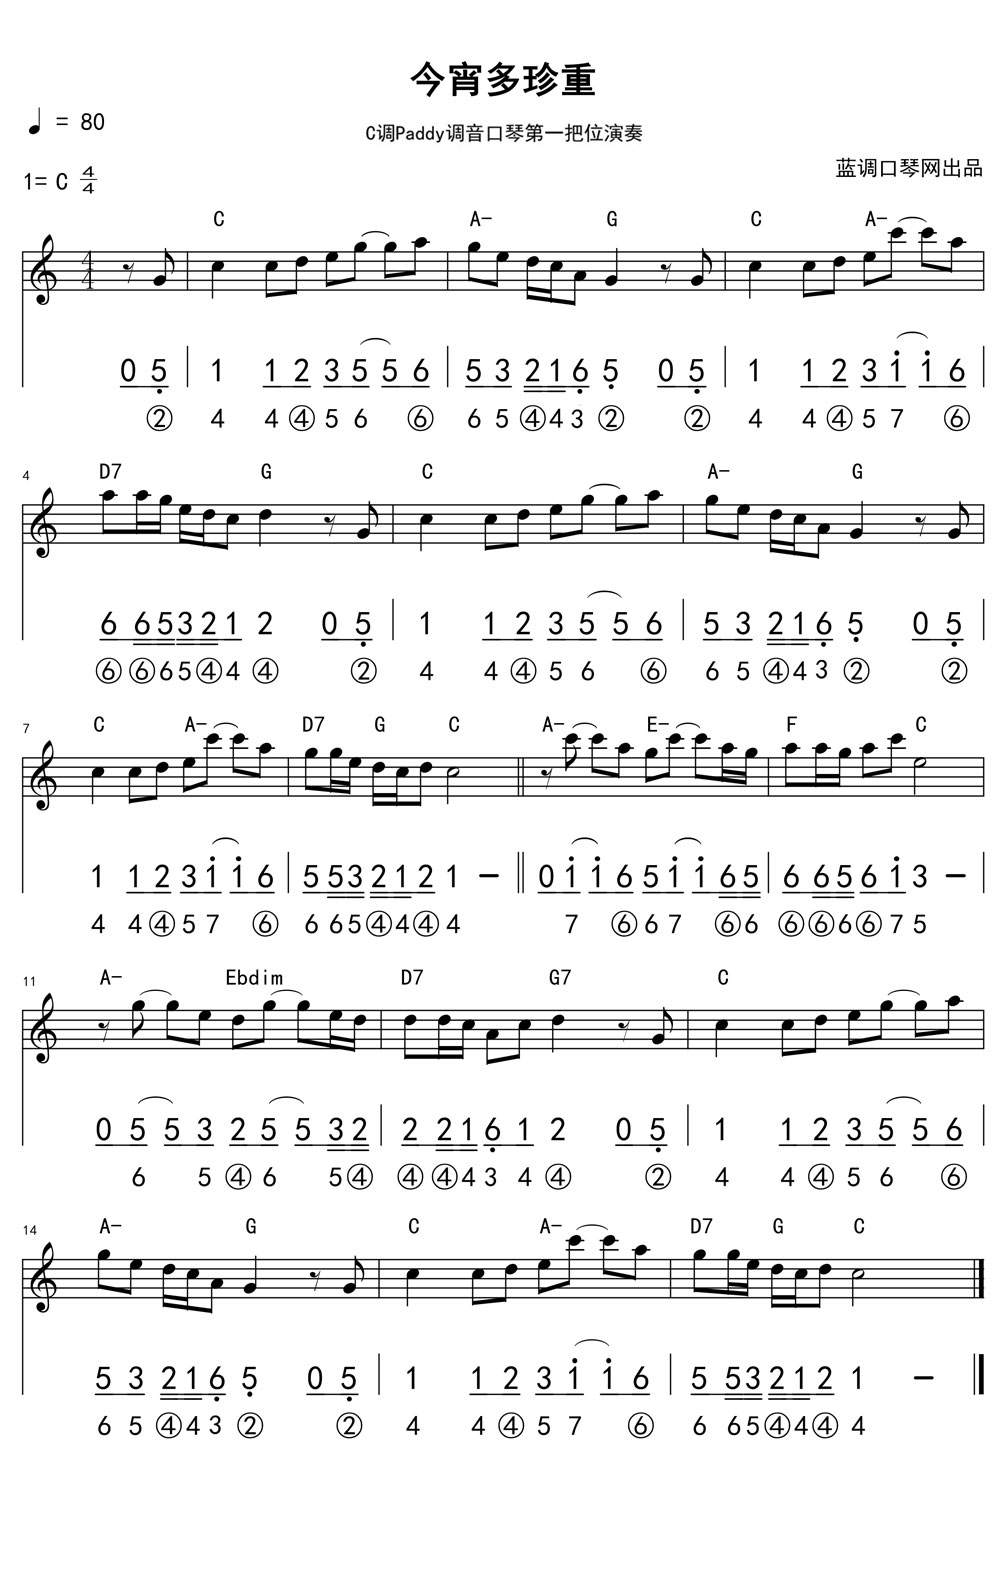 今宵多珍重
♩ = 80
C调Paddy调音口琴第一把位演奏
蓝调口琴网出品
1= C 4/4
C A- G C A-
0 5̣ | 1 1 2 3 5 5 6 | 5 3 2 1 6̣ 5̣ 0 5̣ | 1 1 2 3 i i 6
② 4 4 ④ 5 6 ⑥ 6 5 ④ 4 3 ② ② 4 4 ④ 5 7 ⑥
4 D7 G C A- G
6 6 5 3 2 1 2 0 5̣ | 1 1 2 3 5 5 6 | 5 3 2 1 6̣ 5̣ 0 5̣
⑥ ⑥ 6 5 ④ 4 ④ ② 4 4 ④ 5 6 ⑥ 6 5 ④ 4 3 ② ②
7 C A- D7 G C A- E- F C
1 1 2 3 i i 6 | 5 5 3 2 1 2 1 – || 0 i i 6 5 i i 6 5 | 6 6 5 6 i 3 –
4 4 ④ 5 7 ⑥ 6 6 5 ④ 4 ④ 4 7 ⑥ 6 7 ⑥ 6 ⑥ ⑥ 6 ⑥ 7 5
11 A- Ebdim D7 G7 C
0 5 5 3 2 5 5 3 2 | 2 2 1 6̣ 1 2 0 5̣ | 1 1 2 3 5 5 6
6 5 ④ 6 5 ④ ④ ④ 4 3 4 ④ ② 4 4 ④ 5 6 ⑥
14 A- G C A- D7 G C
5 3 2 1 6̣ 5̣ 0 5̣ | 1 1 2 3 i i 6 | 5 5 3 2 1 2 1 –
6 5 ④ 4 3 ② ② 4 4 ④ 5 7 ⑥ 6 6 5 ④ 4 ④ 4